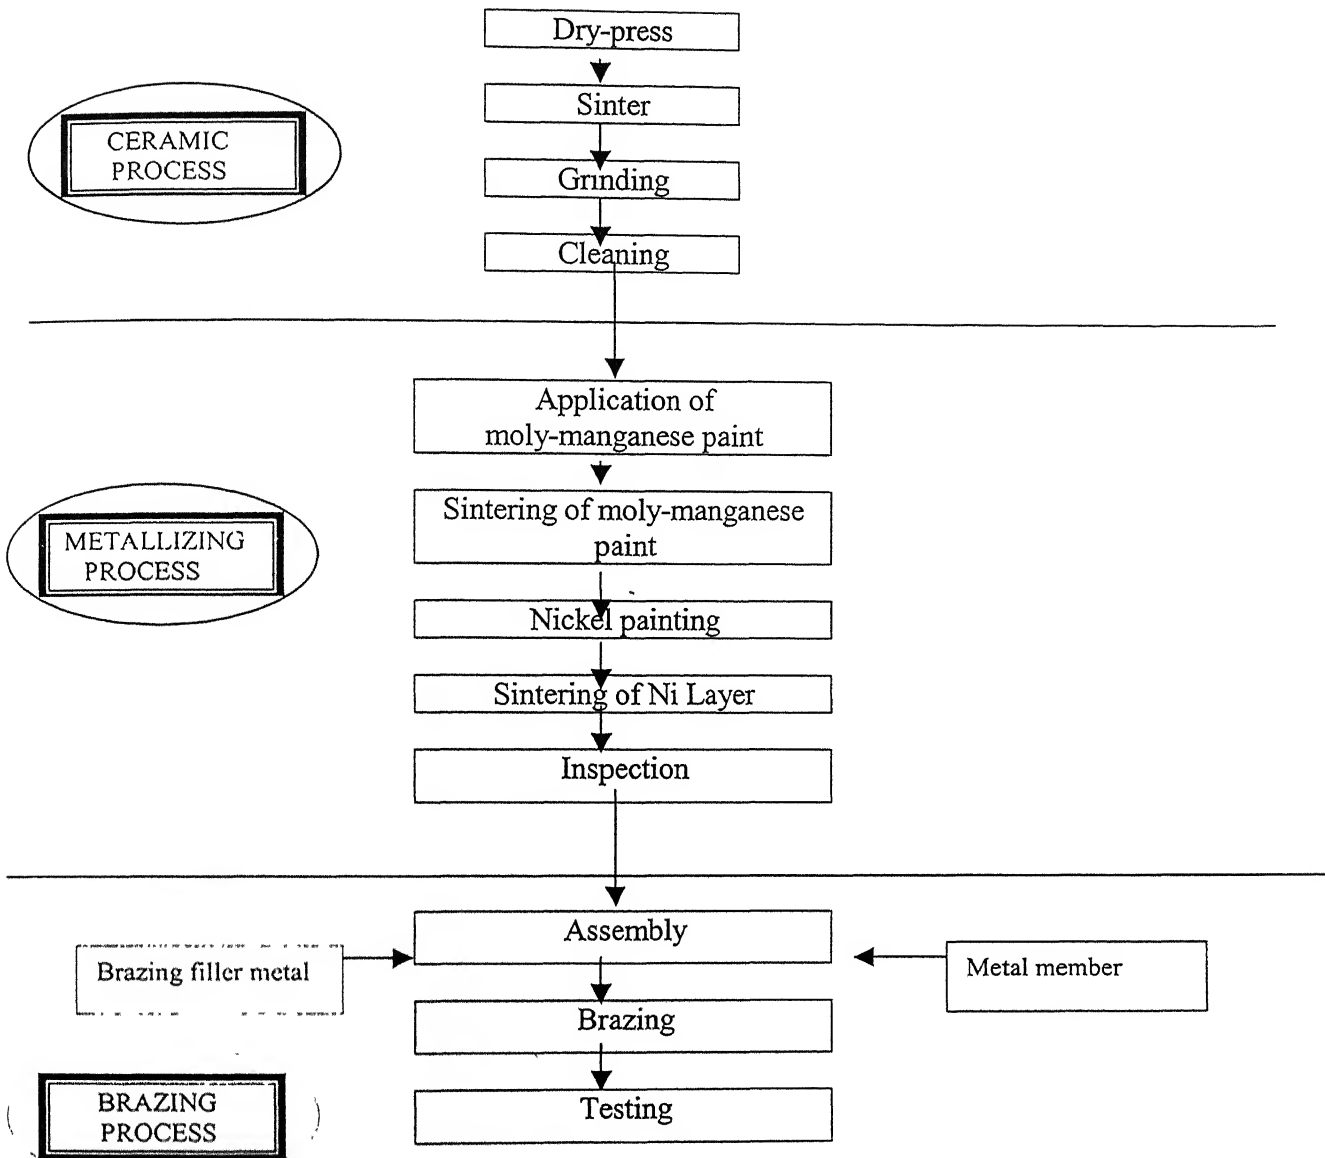 Dry-press
Sinter
CERAMIC
PROCESS
Grinding
Cleaning
Application of
moly-manganese paint
Sintering of moly-manganese
paint
METALLIZING
PROCESS
Nickel painting
Sintering of Ni Layer
Inspection
Assembly
Brazing filler metal
Metal member
Brazing
BRAZING
PROCESS
Testing